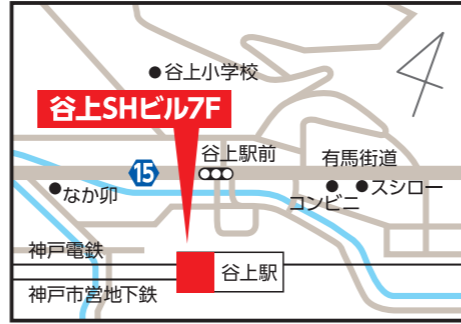 谷上小学校
谷上SHビル7F
谷上駅前
15
有馬街道
なか卯
スシロー
コンビニ
神戸電鉄
谷上駅
神戸市営地下鉄